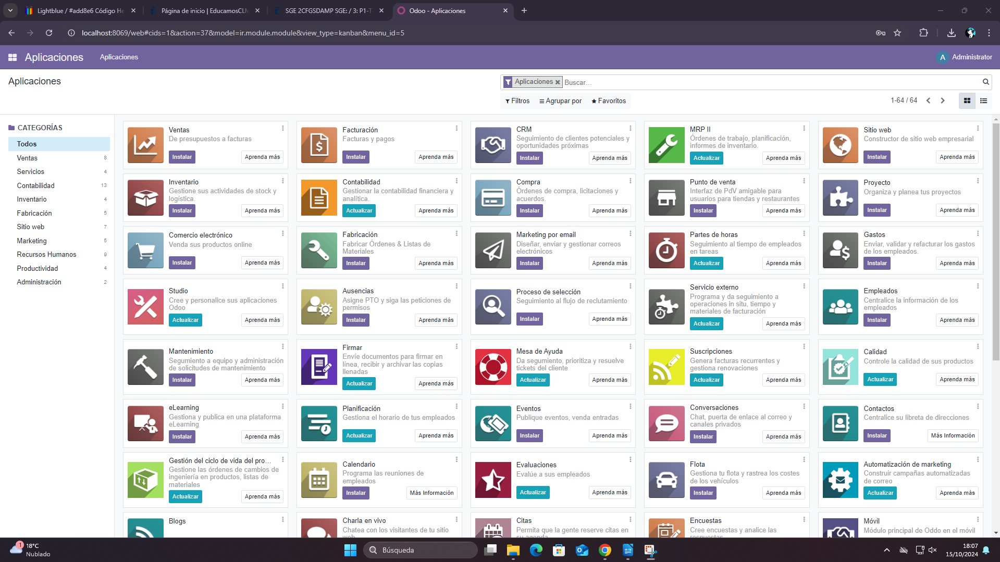 Lightblue / #add8e6 Código He
Página de inicio | EducamosCLM
SGE 2CFGSDAMP SGE: / 3: P1-T
Odoo - Aplicaciones
localhost:8069/web#cids=1&action=37&model=ir.module.module&view_type=kanban&menu_id=5
Aplicaciones
Aplicaciones
A
Administrator
Aplicaciones
Aplicaciones
Buscar...
Filtros
Agrupar por
Favoritos
1-64 / 64
CATEGORÍAS
Todos
Ventas 8
Servicios 4
Contabilidad 13
Inventario 4
Fabricación 5
Sitio web 7
Marketing 5
Recursos Humanos 9
Productividad 4
Administración 2
Ventas
De presupuestos a facturas
Instalar
Aprenda más
Facturación
Facturas y pagos
Instalar
Aprenda más
CRM
Seguimiento de clientes potenciales y
oportunidades próximas
Instalar
Aprenda más
MRP II
Órdenes de trabajo, planificación,
informes de inventario.
Actualizar
Aprenda más
Sitio web
Constructor de sitio web empresarial
Instalar
Aprenda más
Inventario
Gestione sus actividades de stock y
logística.
Instalar
Aprenda más
Contabilidad
Gestionar la contabilidad financiera y
analítica.
Actualizar
Aprenda más
Compra
Órdenes de compra, licitaciones y
acuerdos.
Instalar
Aprenda más
Punto de venta
Interfaz de PdV amigable para
usuarios para tiendas y restaurantes
Instalar
Aprenda más
Proyecto
Organiza y planea tus proyectos
Instalar
Aprenda más
Comercio electrónico
Venda sus productos online
Instalar
Aprenda más
Fabricación
Fabricar Órdenes & Listas de
Materiales
Instalar
Aprenda más
Marketing por email
Diseñar, enviar y gestionar correos
electrónicos
Instalar
Aprenda más
Partes de horas
Seguimiento al tiempo de empleados
en tareas
Actualizar
Aprenda más
Gastos
Enviar, validar y refacturar los gastos
de los empleados.
Instalar
Aprenda más
Studio
Cree y personalice sus aplicaciones
Odoo
Actualizar
Aprenda más
Ausencias
Asigne PTO y siga las peticiones de
permisos
Instalar
Aprenda más
Proceso de selección
Seguimiento al flujo de reclutamiento
Instalar
Aprenda más
Servicio externo
Programa y da seguimiento a
operaciones in situ, tiempo y
materiales de facturación
Actualizar
Aprenda más
Empleados
Centralice la información de los
empleados
Instalar
Aprenda más
Mantenimiento
Segumiento a equipo y administración
de solicitudes de mantenimiento
Instalar
Aprenda más
Firmar
Envíe documentos para firmar en
línea, recibir y archivar las copias
llenadas
Actualizar
Aprenda más
Mesa de Ayuda
Da segumiento, prioritiza y resuelve
tickets del cliente
Actualizar
Aprenda más
Suscripciones
Genera facturas recurrentes y
gestiona renovaciones
Actualizar
Aprenda más
Calidad
Controle la calidad de sus productos
Actualizar
Aprenda más
eLearning
Gestiona y publica en una plataforma
eLearning
Instalar
Aprenda más
Planificación
Gestiona el horario de tus empleados
Actualizar
Aprenda más
Eventos
Publique eventos, venda entradas
Instalar
Aprenda más
Conversaciones
Chat, puerta de enlace al correo y
canales privados
Instalar
Aprenda más
Contactos
Centralice su libreta de direcciones
Instalar
Más Información
Gestión del ciclo de vida del pro...
Gestione las órdenes de cambios de
ingeniería en productos, listas de
materiales
Actualizar
Aprenda más
Calendario
Programa las reuniones de
empleados
Instalar
Más Información
Evaluaciones
Evalúe a sus empleados
Actualizar
Aprenda más
Flota
Gestiona tu flota y rastrea los costes
de los vehículos
Instalar
Aprenda más
Automatización de marketing
Construir campañas automatizadas
de correo
Actualizar
Aprenda más
Blogs
Charla en vivo
Chatea con los visitantes de tu sitio
web
Citas
Permita que la gente reserve citas en
su agenda
Encuestas
Cree encuestas y analice las
respuestas
Móvil
Módulo principal de Odoo en el móvil
1
18°C
Nublado
Búsqueda
18:07
15/10/2024